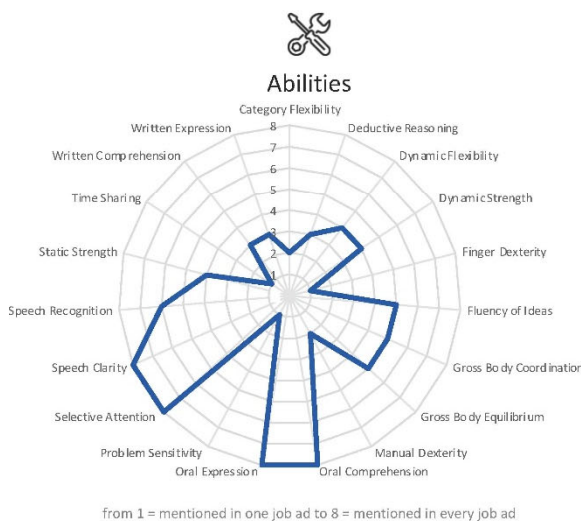 Abilities
Category Flexibility
Written Expression
Deductive Reasoning
Written Comprehension
Dynamic Flexibility
Time Sharing
Dynamic Strength
Static Strength
Finger Dexterity
Speech Recognition
Fluency of Ideas
Speech Clarity
Gross Body Coordination
Selective Attention
Gross Body Equilibrium
Problem Sensitivity
Manual Dexterity
Oral Expression
Oral Comprehension
8
7
6
5
4
3
2
1
from 1 = mentioned in one job ad to 8 = mentioned in every job ad